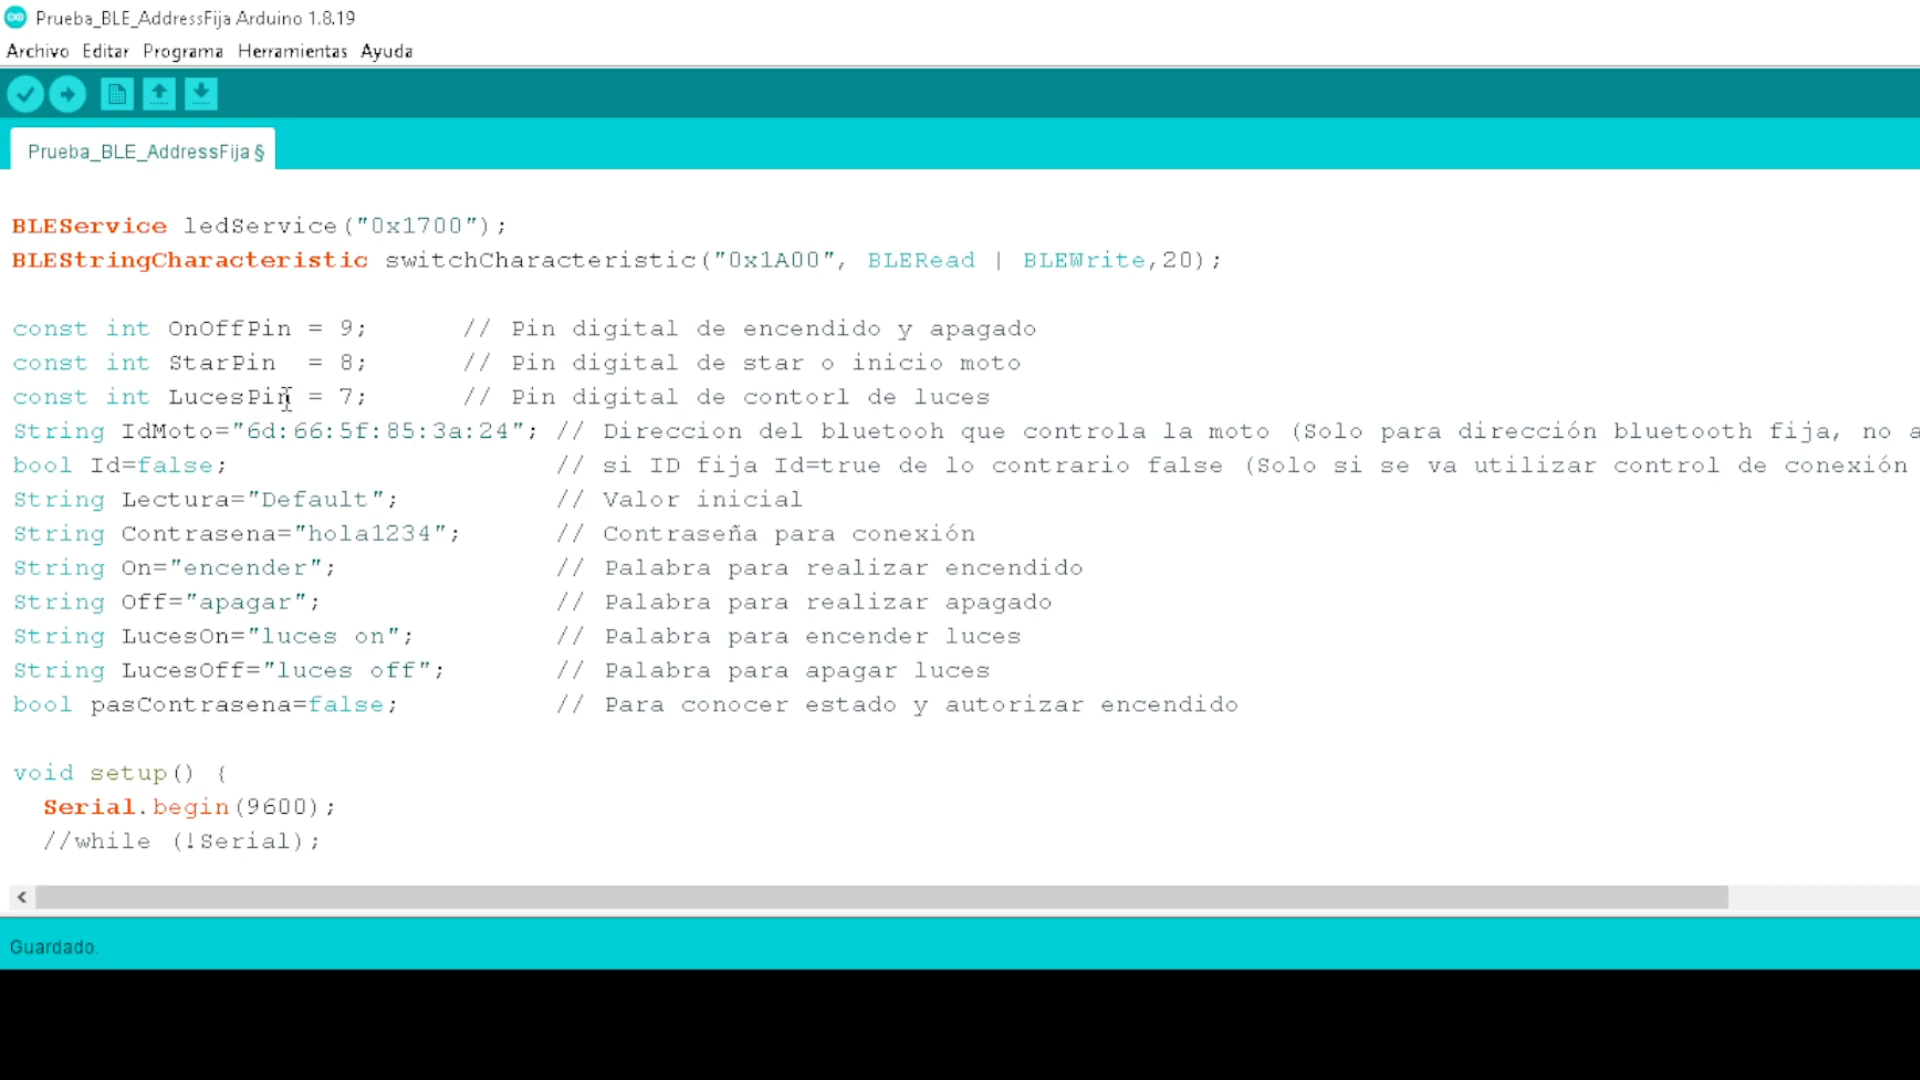 Prueba_BLE_AddressFija Arduino 1.8.19
Archivo Editar Programa Herramientas Ayuda
Prueba_BLE_AddressFija §
BLEService ledService("0x1700");
BLEStringCharacteristic switchCharacteristic("0x1A00", BLERead | BLEWrite,20);
const int OnOffPin = 9; // Pin digital de encendido y apagado
const int StarPin = 8; // Pin digital de star o inicio moto
const int LucesPin = 7; // Pin digital de contorl de luces
String IdMoto="6d:66:5f:85:3a:24"; // Direccion del bluetooh que controla la moto (Solo para dirección bluetooth fija, no a
bool Id=false; // si ID fija Id=true de lo contrario false (Solo si se va utilizar control de conexión
String Lectura="Default"; // Valor inicial
String Contrasena="hola1234"; // Contraseña para conexión
String On="encender"; // Palabra para realizar encendido
String Off="apagar"; // Palabra para realizar apagado
String LucesOn="luces on"; // Palabra para encender luces
String LucesOff="luces off"; // Palabra para apagar luces
bool pasContrasena=false; // Para conocer estado y autorizar encendido
void setup() {
Serial.begin(9600);
//while (!Serial);
Guardado.